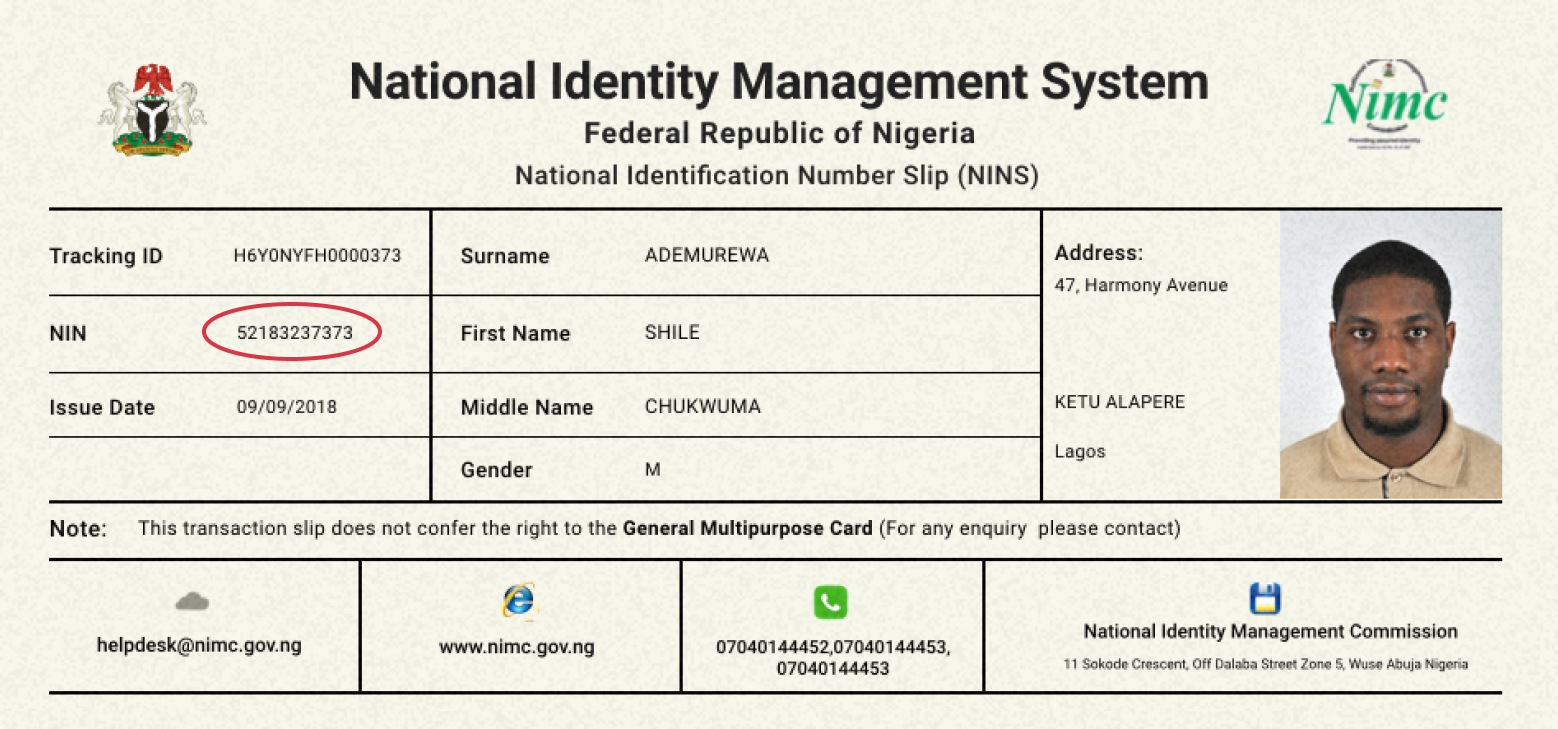 National Identity Management System
Federal Republic of Nigeria
National Identification Number Slip (NINS)
Nimc
Tracking ID H6Y0NYFH0000373
Surname ADEMUREWA
Address:
47, Harmony Avenue
NIN 52183237373
First Name SHILE
Issue Date 09/09/2018
Middle Name CHUKWUMA
KETU ALAPERE
Lagos
Gender M
Note: This transaction slip does not confer the right to the General Multipurpose Card (For any enquiry please contact)
helpdesk@nimc.gov.ng
www.nimc.gov.ng
07040144452,07040144453,
07040144453
National Identity Management Commission
11 Sokode Crescent, Off Dalaba Street Zone 5, Wuse Abuja Nigeria